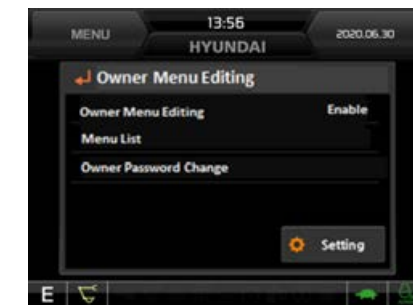 MENU
13:56
2020.06.30
HYUNDAI
Owner Menu Editing
Owner Menu Editing Enable
Menu List
Owner Password Change
Setting
E